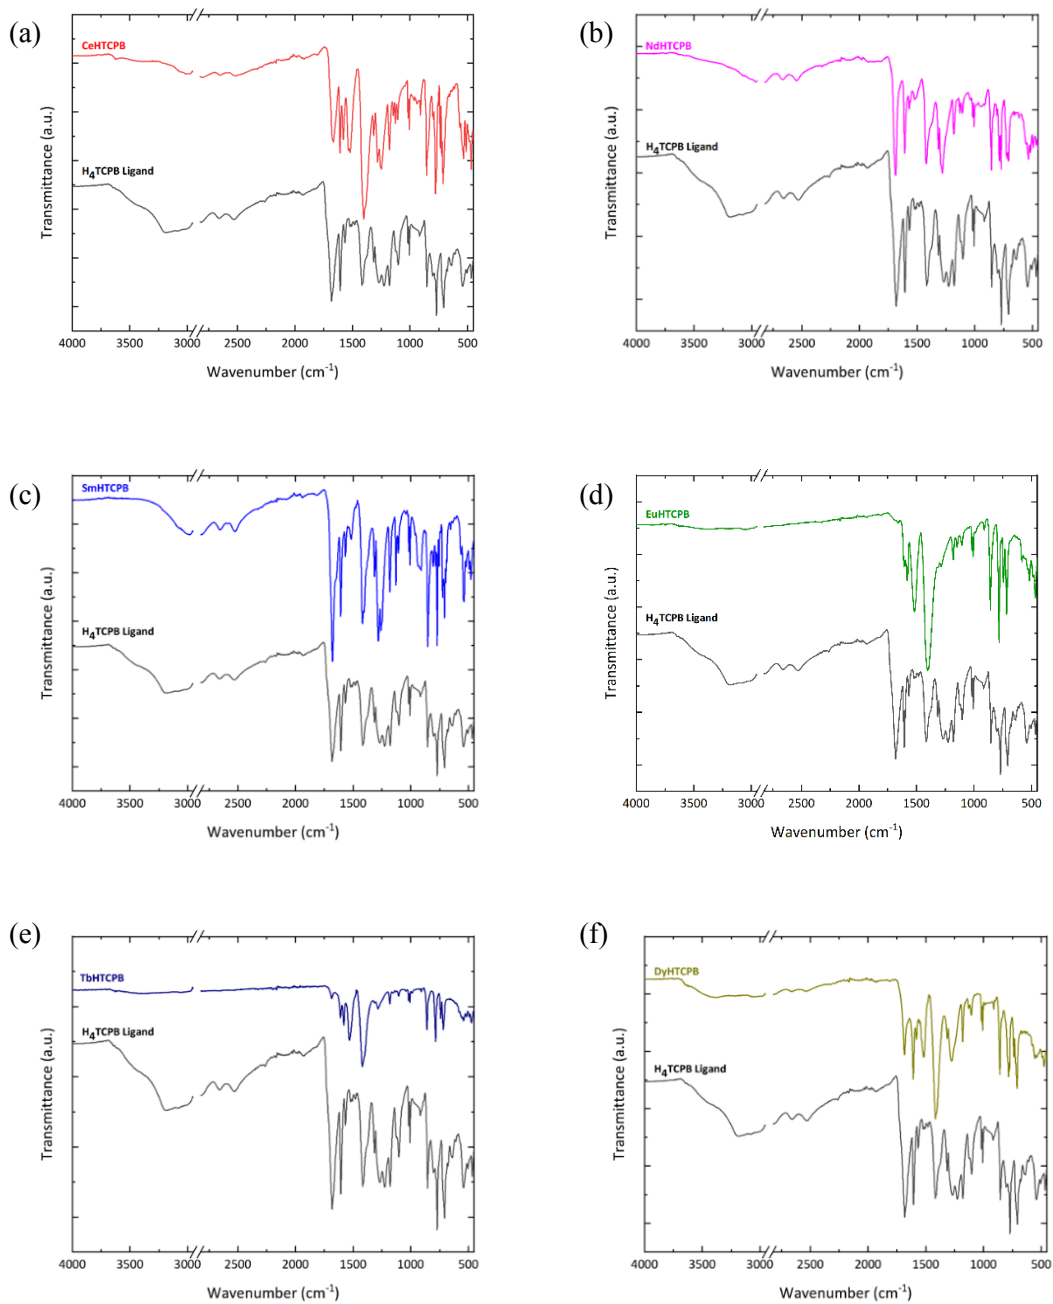 (a)
CeHTCPB
H4TCPB Ligand
Transmittance (a.u.)
4000 3500 3000 2500 2000 1500 1000 500
Wavenumber (cm-1)
(b)
NdHTCPB
H4TCPB Ligand
Transmittance (a.u.)
4000 3500 3000 2500 2000 1500 1000 500
Wavenumber (cm-1)
(c)
SmHTCPB
H4TCPB Ligand
Transmittance (a.u.)
4000 3500 3000 2500 2000 1500 1000 500
Wavenumber (cm-1)
(d)
EuHTCPB
H4TCPB Ligand
Transmittance (a.u.)
4000 3500 3000 2500 2000 1500 1000 500
Wavenumber (cm-1)
(e)
TbHTCPB
H4TCPB Ligand
Transmittance (a.u.)
4000 3500 3000 2500 2000 1500 1000 500
Wavenumber (cm-1)
(f)
DyHTCPB
H4TCPB Ligand
Transmittance (a.u.)
4000 3500 3000 2500 2000 1500 1000 500
Wavenumber (cm-1)